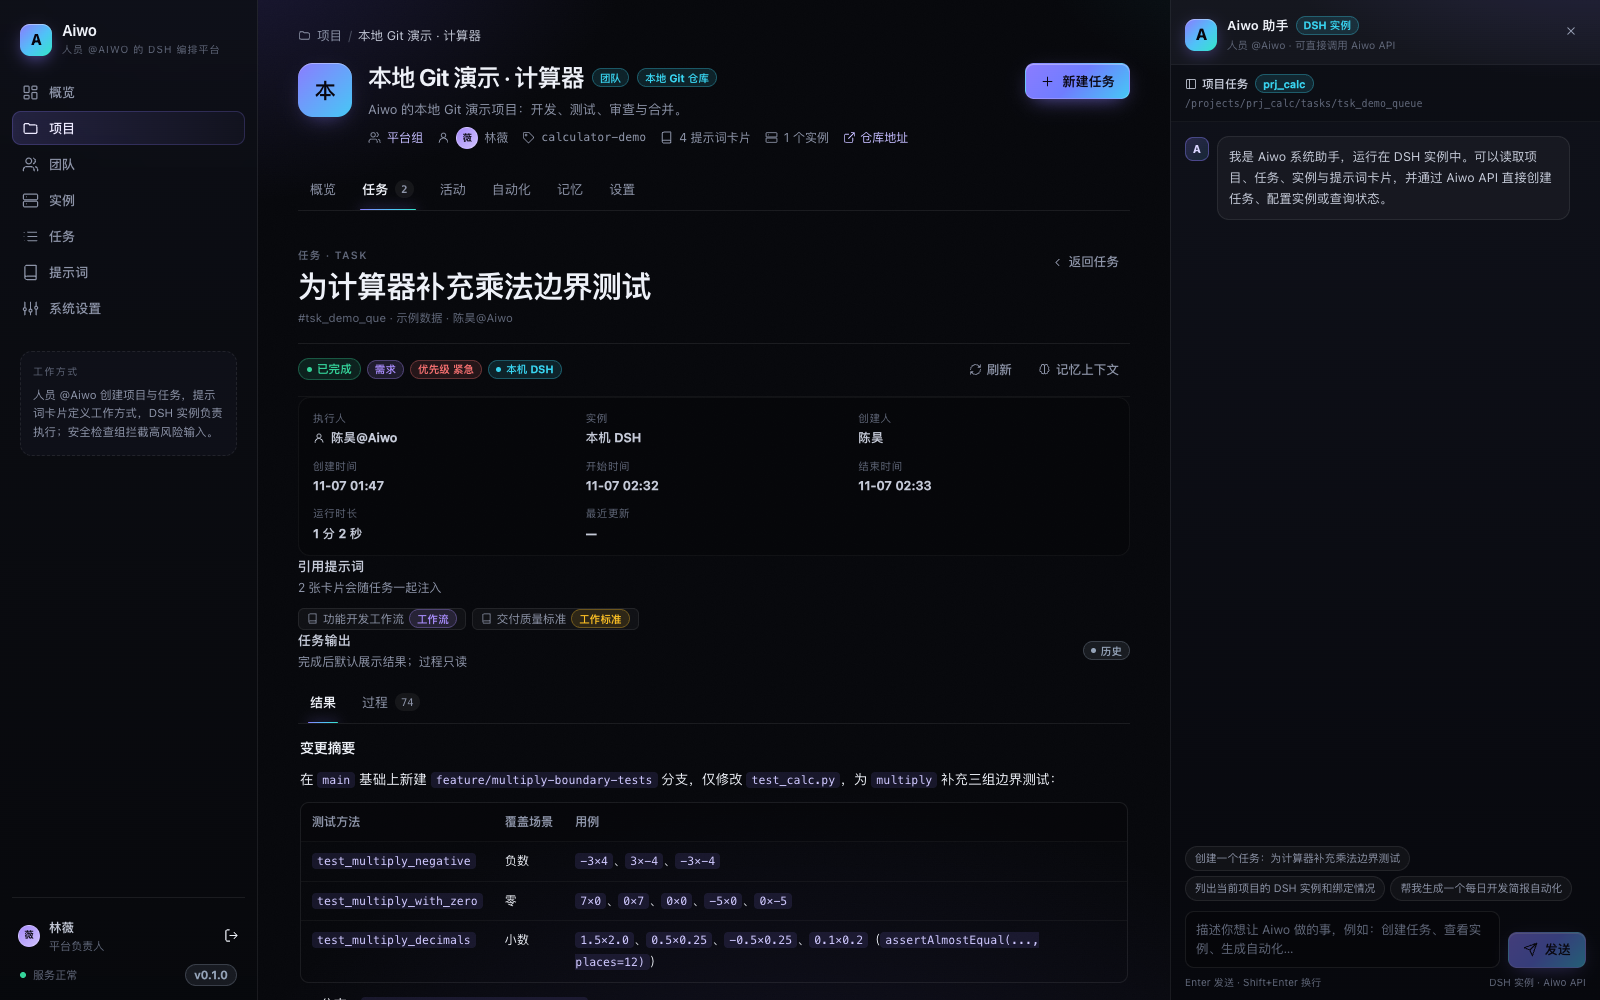 A
Aiwo
人员 @AIWO 的 DSH 编排平台
概览
项目
团队
实例
任务
提示词
系统设置
工作方式
人员 @Aiwo 创建项目与任务，提示
词卡片定义工作方式，DSH 实例负责
执行；安全检查组拦截高风险输入。
薇
林薇
平台负责人
服务正常
v0.1.0
项目 / 本地 Git 演示 · 计算器
本
本地 Git 演示 · 计算器
团队
本地 Git 仓库
Aiwo 的本地 Git 演示项目：开发、测试、审查与合并。
平台组
薇
林薇
calculator-demo
4 提示词卡片
1 个实例
仓库地址
新建任务
概览
任务 2
活动
自动化
记忆
设置
任务 · TASK
为计算器补充乘法边界测试
#tsk_demo_que · 示例数据 · 陈昊@Aiwo
返回任务
已完成
需求
优先级 紧急
本机 DSH
刷新
记忆上下文
执行人
实例
创建人
陈昊@Aiwo
本机 DSH
陈昊
创建时间
开始时间
结束时间
11-07 01:47
11-07 02:32
11-07 02:33
运行时长
最近更新
1 分 2 秒
—
引用提示词
2 张卡片会随任务一起注入
功能开发工作流 工作流
交付质量标准 工作标准
任务输出
完成后默认展示结果；过程只读
历史
结果
过程 74
变更摘要
在 main 基础上新建 feature/multiply-boundary-tests 分支，仅修改 test_calc.py，为 multiply 补充三组边界测试：
测试方法 覆盖场景 用例
test_multiply_negative 负数 -3×4、3×-4、-3×-4
test_multiply_with_zero 零 7×0、0×7、0×0、-5×0、0×-5
test_multiply_decimals 小数 1.5×2.0、0.5×0.25、-0.5×0.25、0.1×0.2（assertAlmostEqual(...,
places=12)）
A
Aiwo 助手
DSH 实例
人员 @Aiwo · 可直接调用 Aiwo API
项目任务 prj_calc
/projects/prj_calc/tasks/tsk_demo_queue
A
我是 Aiwo 系统助手，运行在 DSH 实例中。可以读取项
目、任务、实例与提示词卡片，并通过 Aiwo API 直接创建
任务、配置实例或查询状态。
创建一个任务：为计算器补充乘法边界测试
列出当前项目的 DSH 实例和绑定情况
帮我生成一个每日开发简报自动化
描述你想让 Aiwo 做的事，例如：创建任务、查看实
例、生成自动化...
发送
Enter 发送 · Shift+Enter 换行
DSH 实例 · Aiwo API